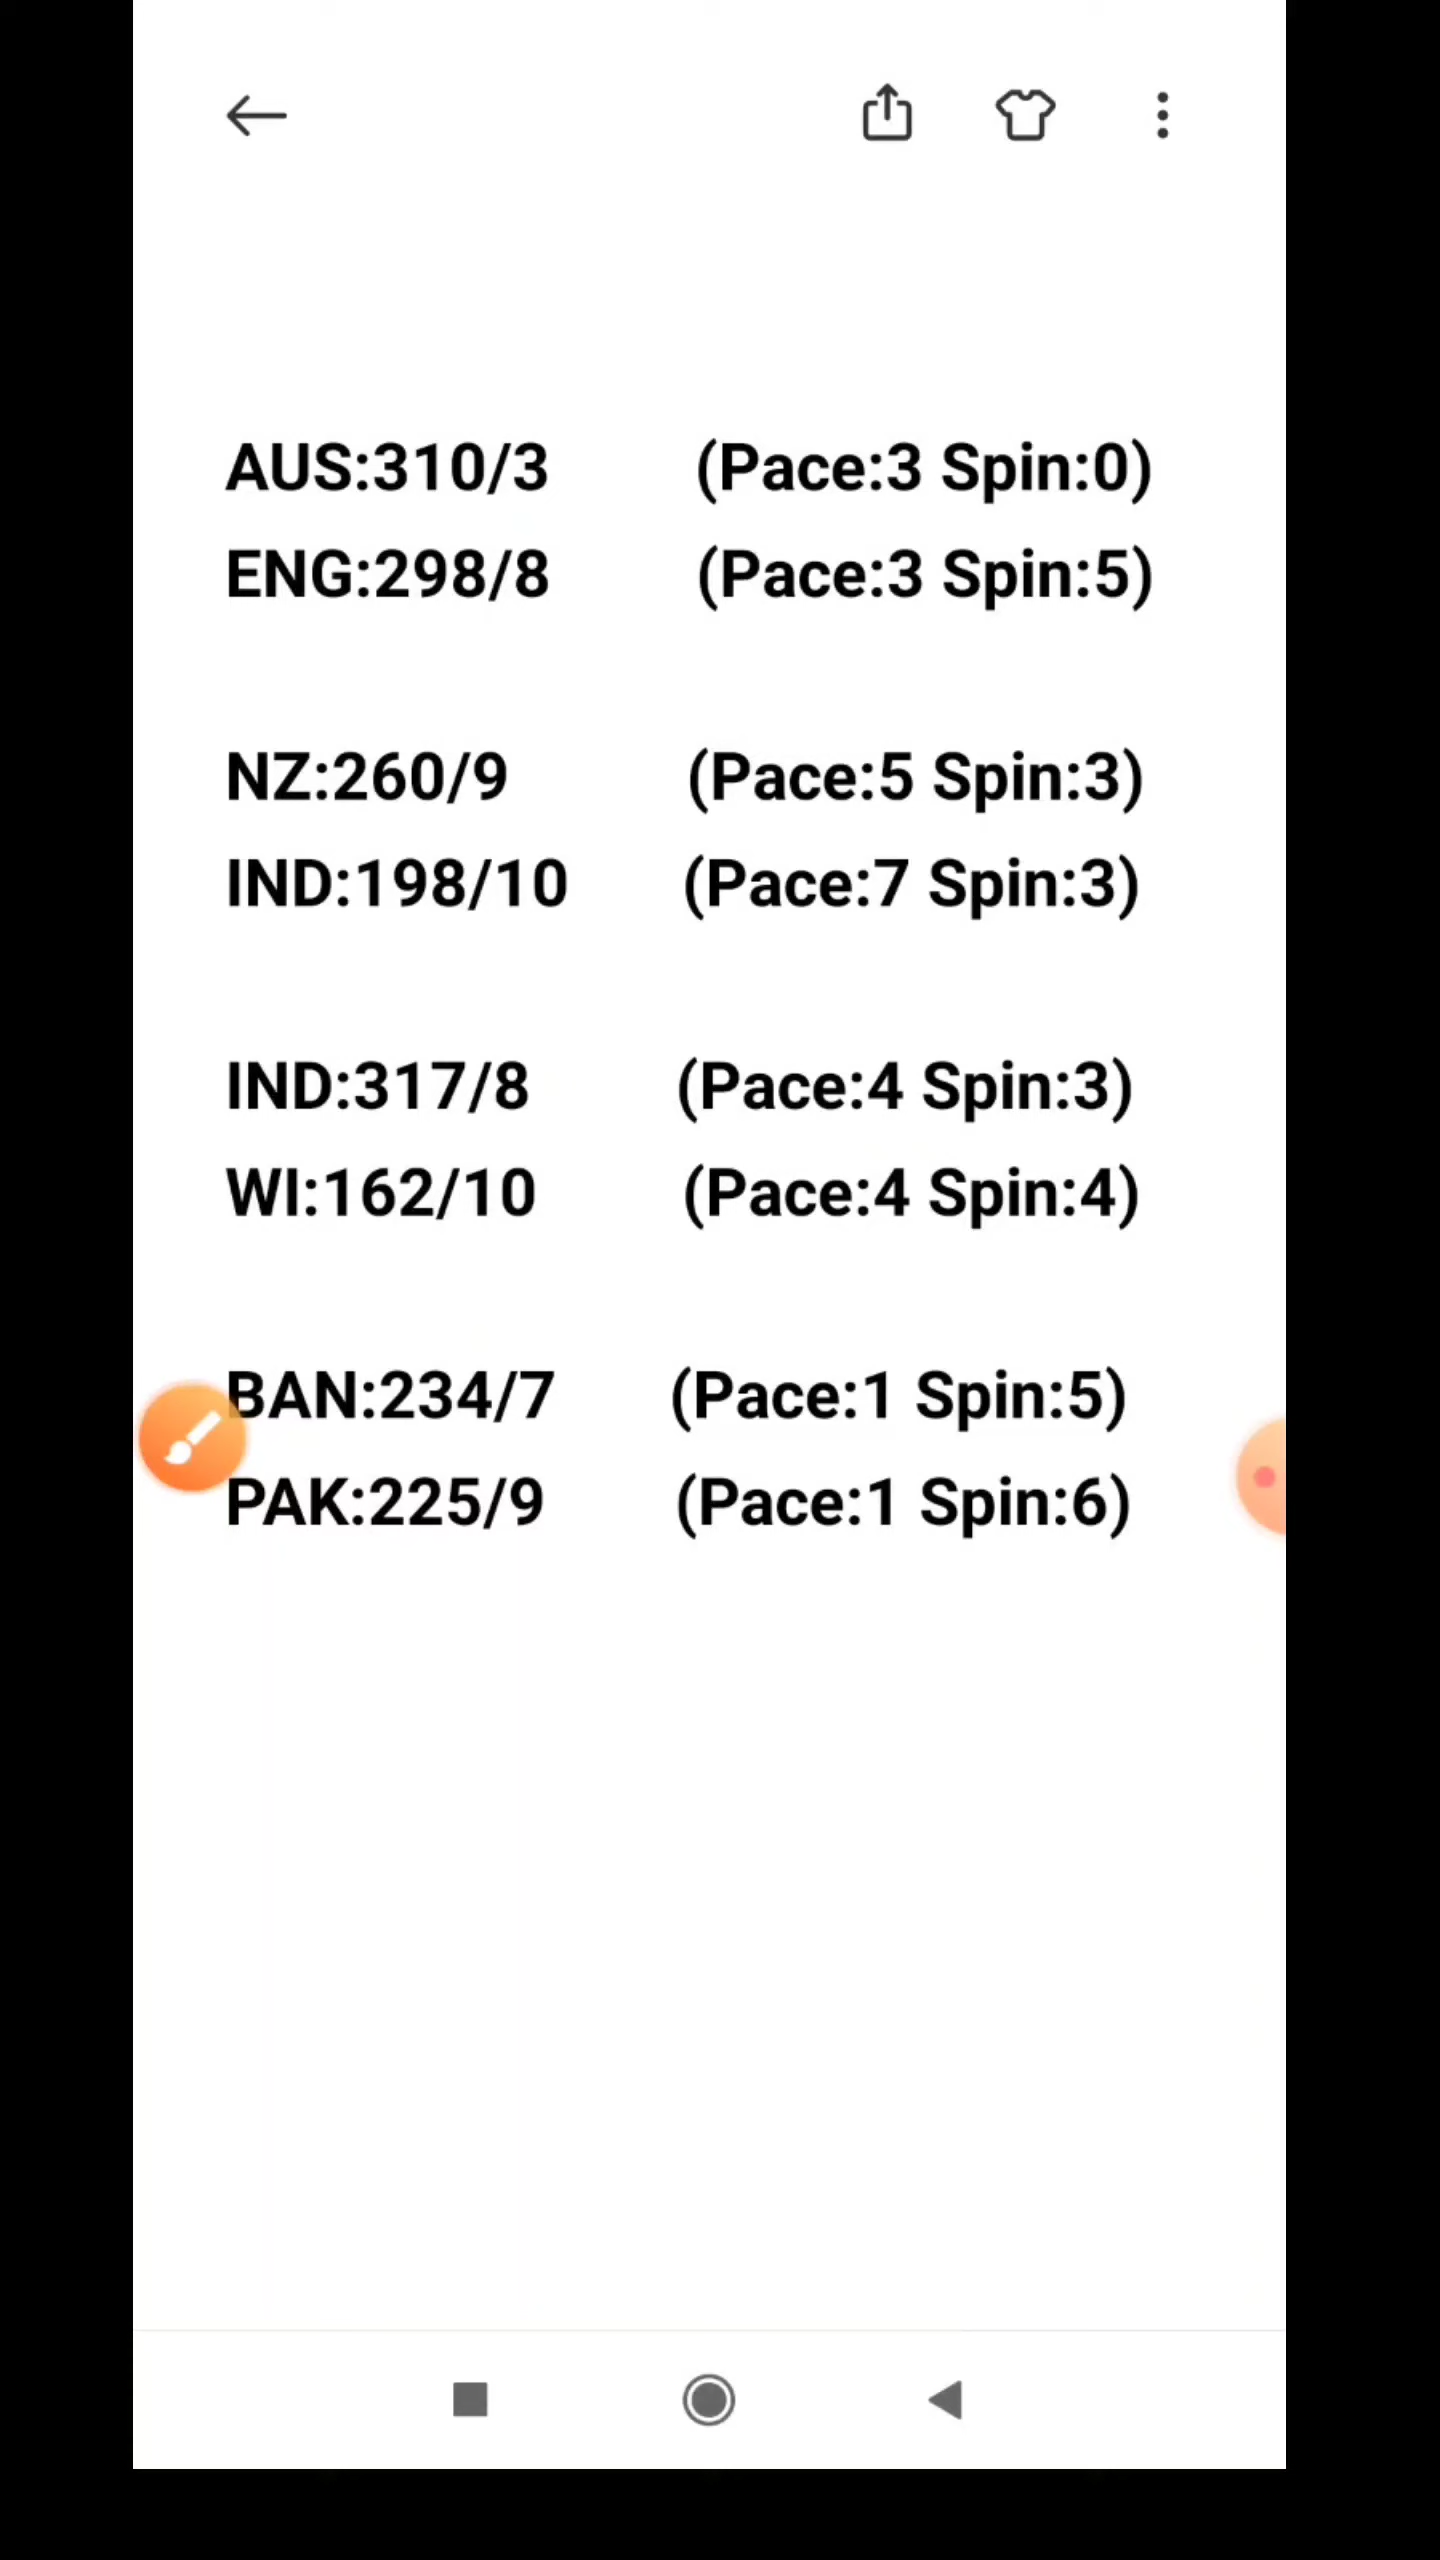 AUS:310/3 (Pace:3 Spin:0)
ENG:298/8 (Pace:3 Spin:5)
NZ:260/9 (Pace:5 Spin:3)
IND:198/10 (Pace:7 Spin:3)
IND:317/8 (Pace:4 Spin:3)
WI:162/10 (Pace:4 Spin:4)
BAN:234/7 (Pace:1 Spin:5)
PAK:225/9 (Pace:1 Spin:6)